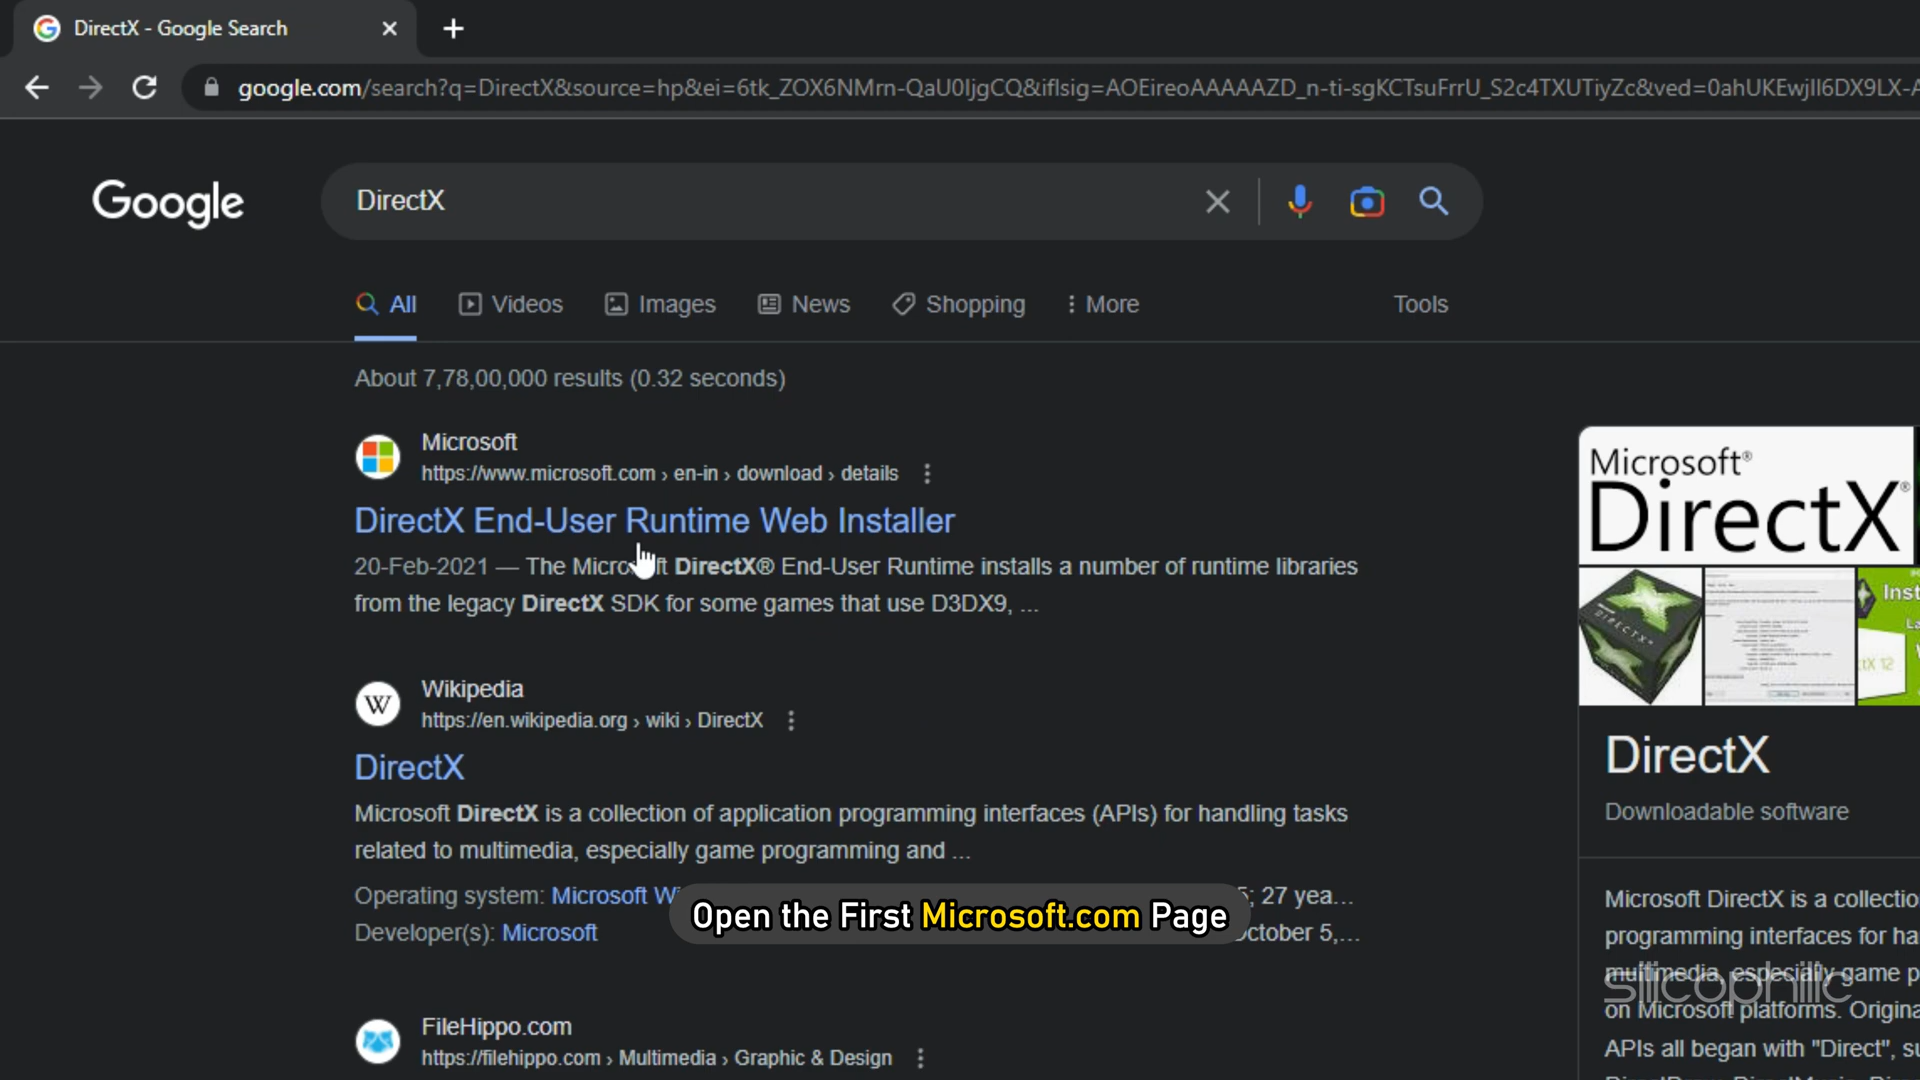 DirectX - Google Search
google.com/search?q=DirectX&source=hp&ei=6tk_ZOX6NMrn-QaU0IjgCQ&iflsig=AOEireoAAAAAZD_n-ti-sgKCTsuFrrU_S2c4TXUTiyZc&ved=0ahUKEwjIl6DX9LX-A
Google
DirectX
All
Videos
Images
News
Shopping
More
Tools
About 7,78,00,000 results (0.32 seconds)
Microsoft
https://www.microsoft.com › en-in › download › details
DirectX End-User Runtime Web Installer
20-Feb-2021 — The Microsoft DirectX® End-User Runtime installs a number of runtime libraries
from the legacy DirectX SDK for some games that use D3DX9, ...
Wikipedia
https://en.wikipedia.org › wiki › DirectX
DirectX
Microsoft DirectX is a collection of application programming interfaces (APIs) for handling tasks
related to multimedia, especially game programming and ...
Operating system: Microsoft Wi
5; 27 yea...
Developer(s): Microsoft
October 5,...
Open the First Microsoft.com Page
FileHippo.com
https://filehippo.com › Multimedia › Graphic & Design
Microsoft®
DirectX®
DIRECTX
Inst
La
tX 12
DirectX
Downloadable software
Microsoft DirectX is a collectio
programming interfaces for ha
multimedia, especially game p
on Microsoft platforms. Origina
APIs all began with "Direct", su
silicophilic